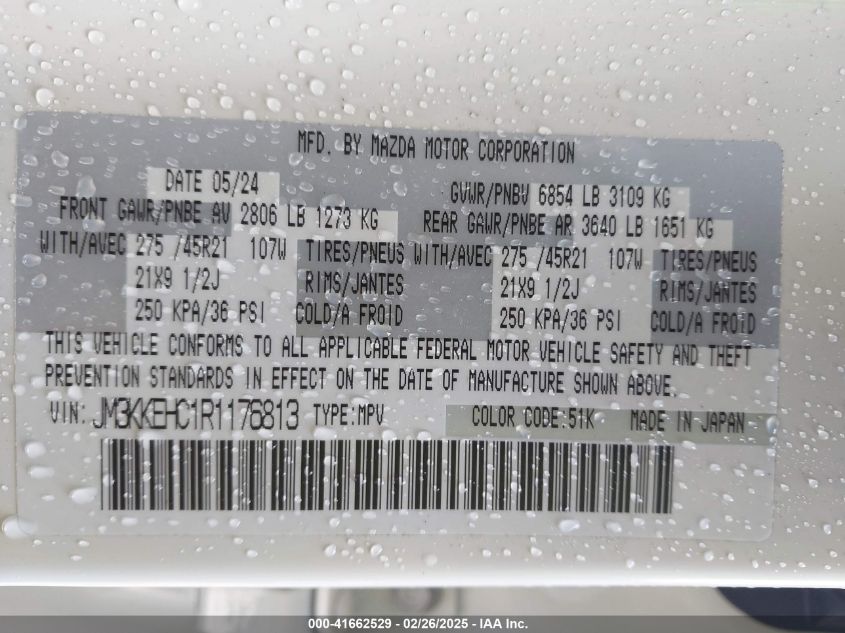 MFD. BY MAZDA MOTOR CORPORATION
DATE 05/24 GVWR/PNBV 6854 LB 3109 KG
FRONT GAWR/PNBE AV 2806 LB 1273 KG REAR GAWR/PNBE AR 3640 LB 1651 KG
WITH/AVEC 275 /45R21 107W TIRES/PNEUS WITH/AVEC 275 /45R21 107W TIRES/PNEUS
21X9 1/2J RIMS/JANTES 21X9 1/2J RIMS/JANTES
250 KPA/36 PSI COLD/A FROID 250 KPA/36 PSI COLD/A FROID
THIS VEHICLE CONFORMS TO ALL APPLICABLE FEDERAL MOTOR VEHICLE SAFETY AND THEFT
PREVENTION STANDARDS IN EFFECT ON THE DATE OF MANUFACTURE SHOWN ABOVE.
VIN: JM3KKEHC1R1176813 TYPE:MPV COLOR CODE:51K MADE IN JAPAN
000-41662529 - 02/26/2025 - IAA Inc.